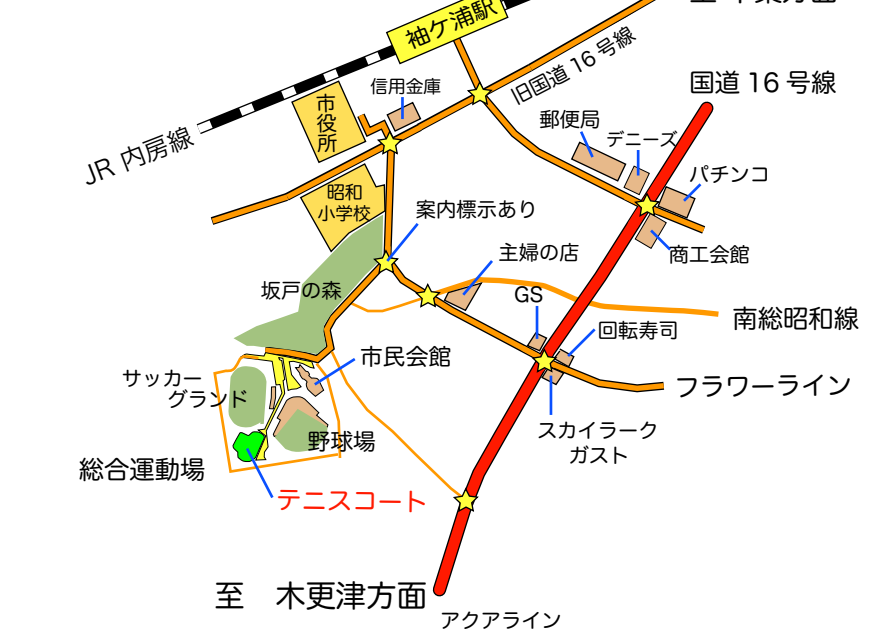 袖ケ浦駅
旧国道16号線
国道16号線
信用金庫
市役所
郵便局
デニーズ
JR 内房線
パチンコ
昭和
小学校
案内標示あり
商工会館
主婦の店
坂戸の森
GS
南総昭和線
回転寿司
市民会館
サッカー
グランド
フラワーライン
スカイラーク
ガスト
野球場
総合運動場
テニスコート
至　木更津方面
アクアライン